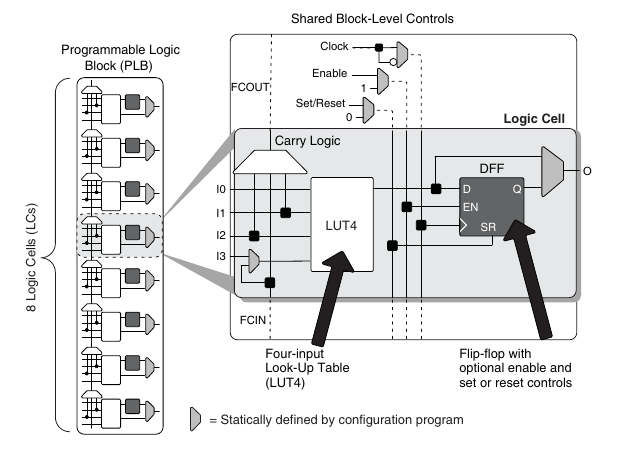 Shared Block-Level Controls
Programmable Logic
Block (PLB)
Clock
Enable
1
FCOUT
Set/Reset
0
Logic Cell
Carry Logic
DFF
O
I0
D
Q
I1
EN
LUT4
I2
SR
I3
8 Logic Cells (LCs)
FCIN
Four-input
Look-Up Table
(LUT4)
Flip-flop with
optional enable and
set or reset controls
= Statically defined by configuration program